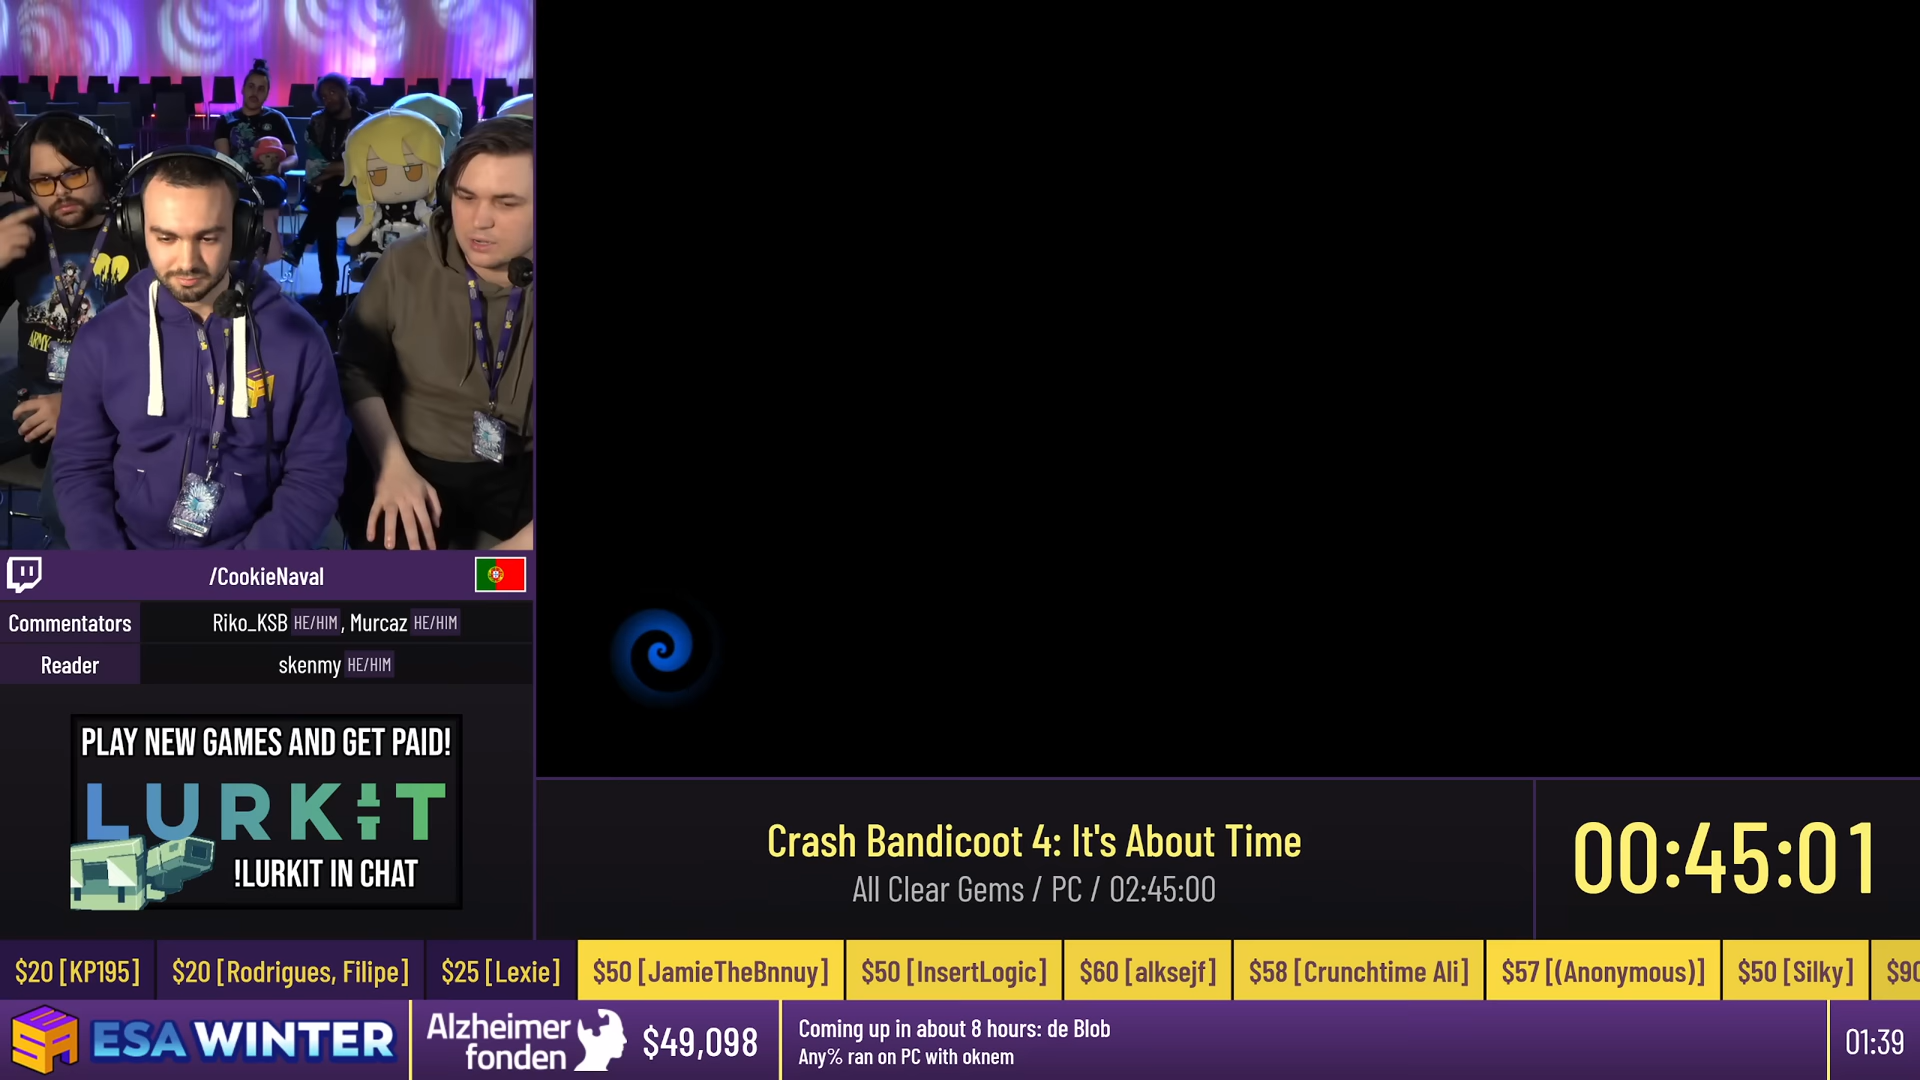 ARMY
/CookieNaval
Commentators
Riko_KSB HE/HIM, Murcaz HE/HIM
Reader
skenmy HE/HIM
PLAY NEW GAMES AND GET PAID!
LURKIT
!LURKIT IN CHAT
Crash Bandicoot 4: It's About Time
All Clear Gems / PC / 02:45:00
00:45:01
$20 [KP195]
$20 [Rodrigues, Filipe]
$25 [Lexie]
$50 [JamieTheBnnuy]
$50 [InsertLogic]
$60 [alksejf]
$58 [Crunchtime Ali]
$57 [(Anonymous)]
$50 [Silky]
$90
ESA WINTER
Alzheimer
fonden
$49,098
Coming up in about 8 hours: de Blob
Any% ran on PC with oknem
01:39